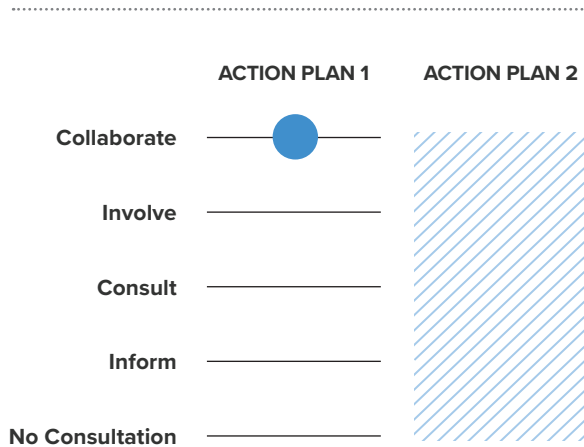 ACTION PLAN 1 ACTION PLAN 2
Collaborate
Involve
Consult
Inform
No Consultation